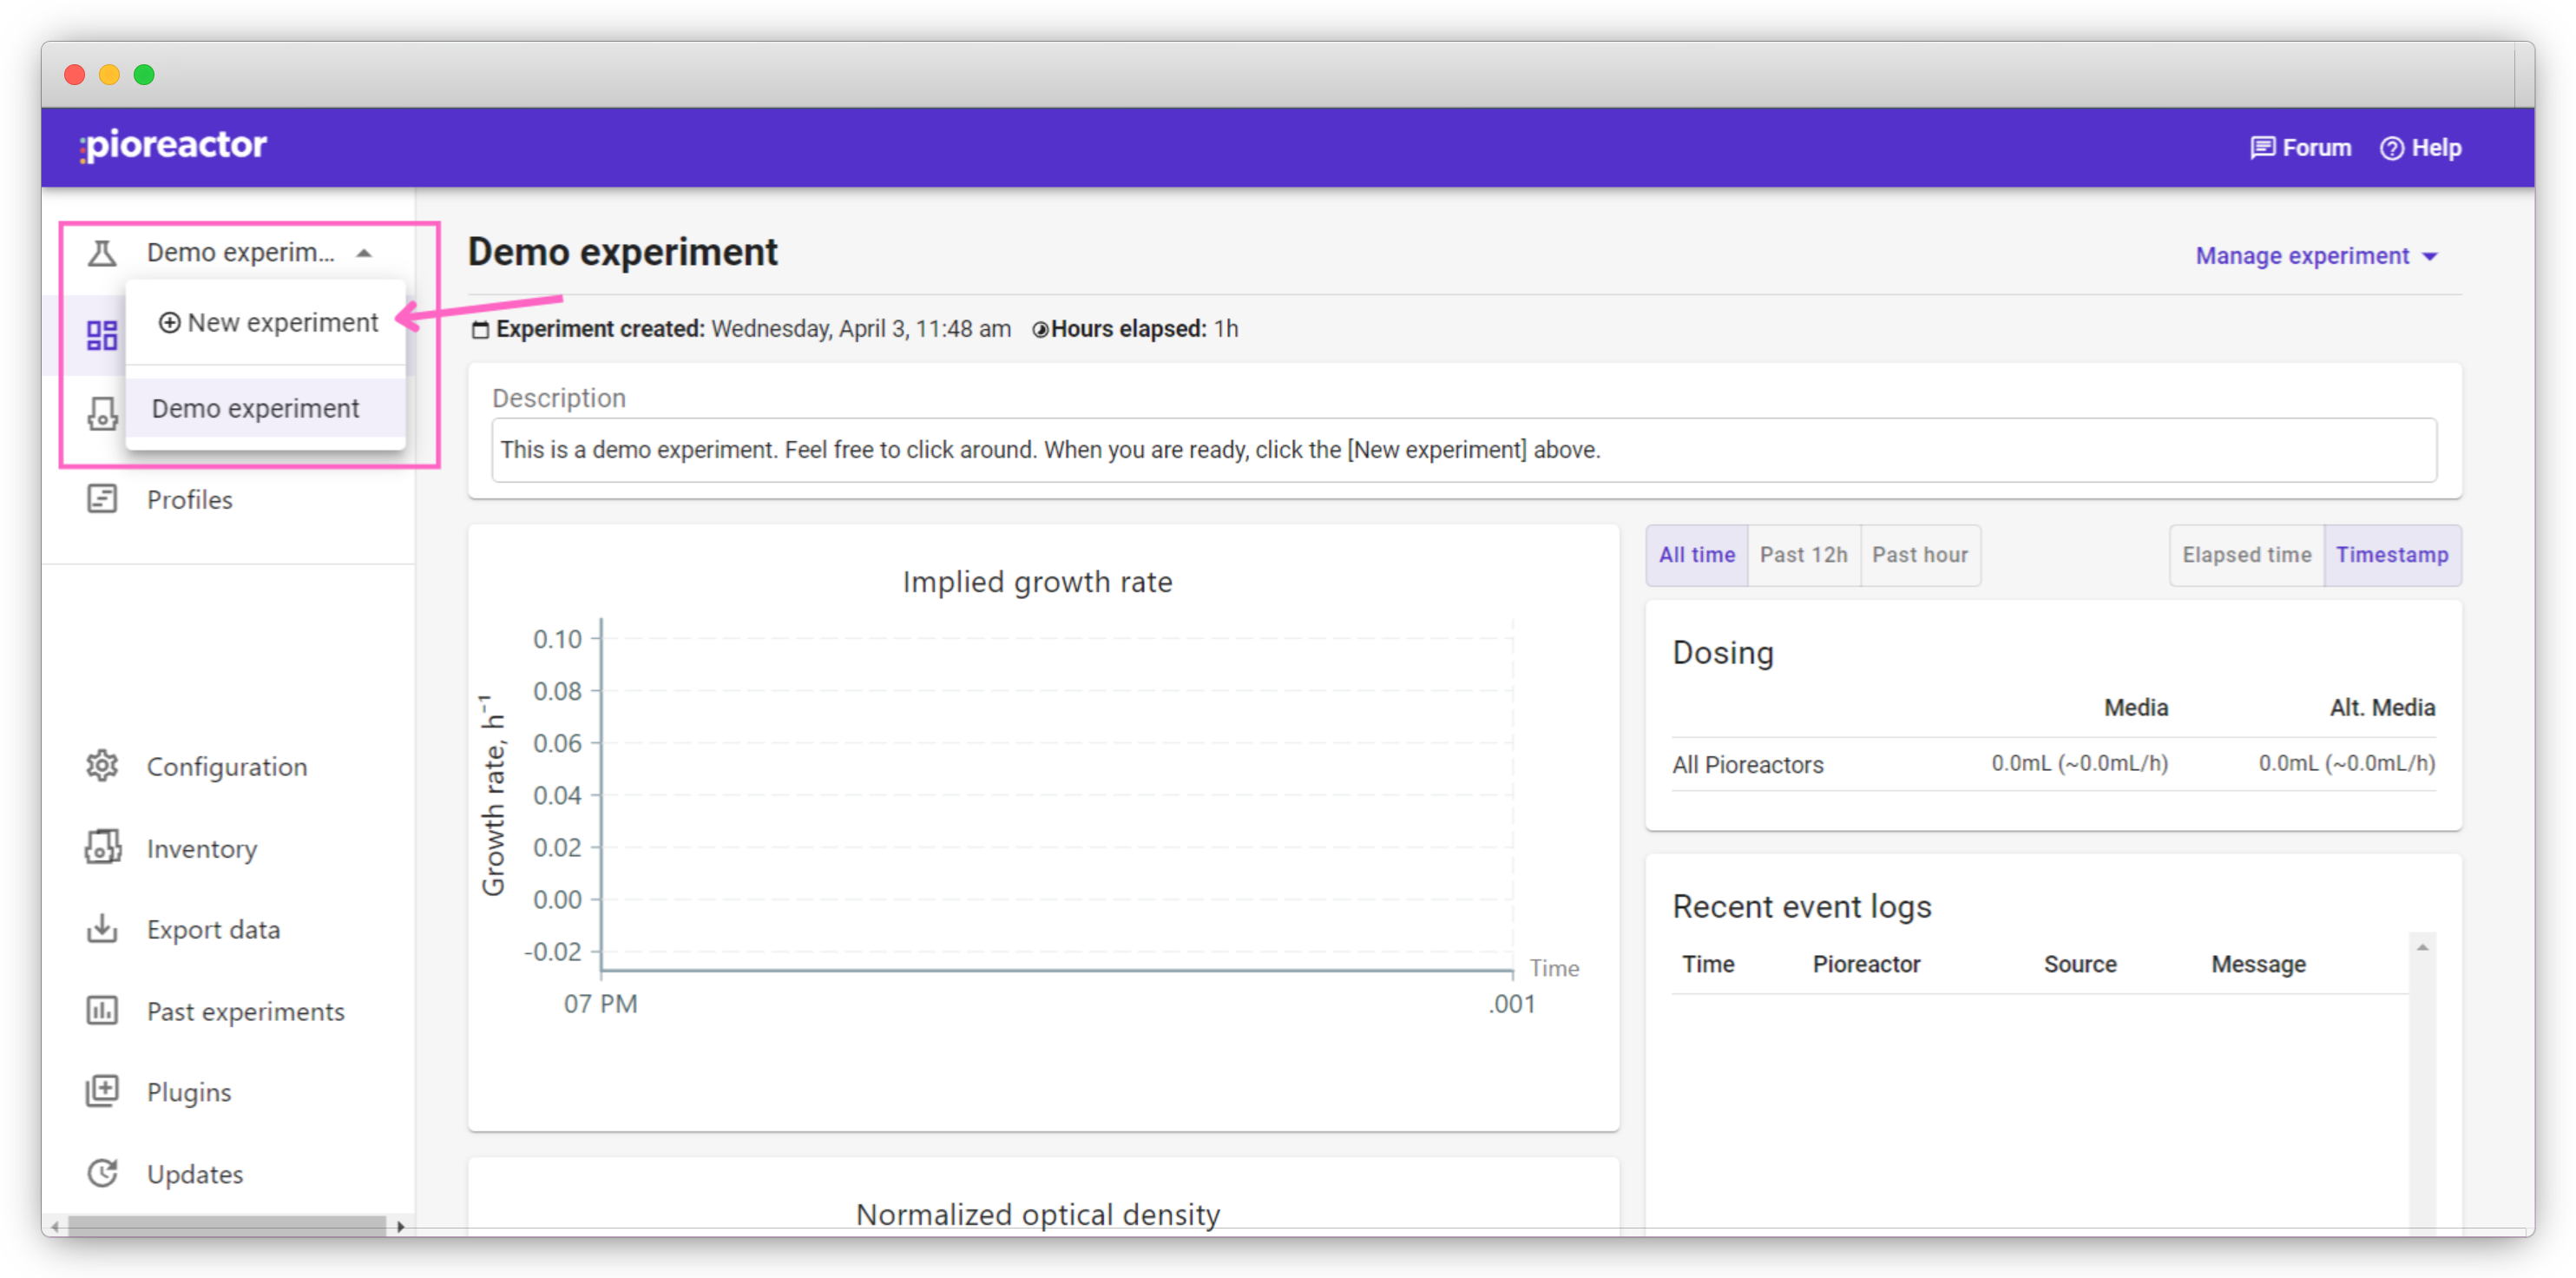 pioreactor
Forum
Help
Demo experim...
New experiment
Demo experiment
Profiles
Configuration
Inventory
Export data
Past experiments
Plugins
Updates
Demo experiment
Manage experiment
Experiment created: Wednesday, April 3, 11:48 am Hours elapsed: 1h
Description
This is a demo experiment. Feel free to click around. When you are ready, click the [New experiment] above.
Implied growth rate
Growth rate, h⁻¹
0.10
0.08
0.06
0.04
0.02
0.00
-0.02
07 PM
.001
Time
Normalized optical density
All time Past 12h Past hour
Elapsed time Timestamp
Dosing
Media Alt. Media
All Pioreactors 0.0mL (~0.0mL/h) 0.0mL (~0.0mL/h)
Recent event logs
Time Pioreactor Source Message